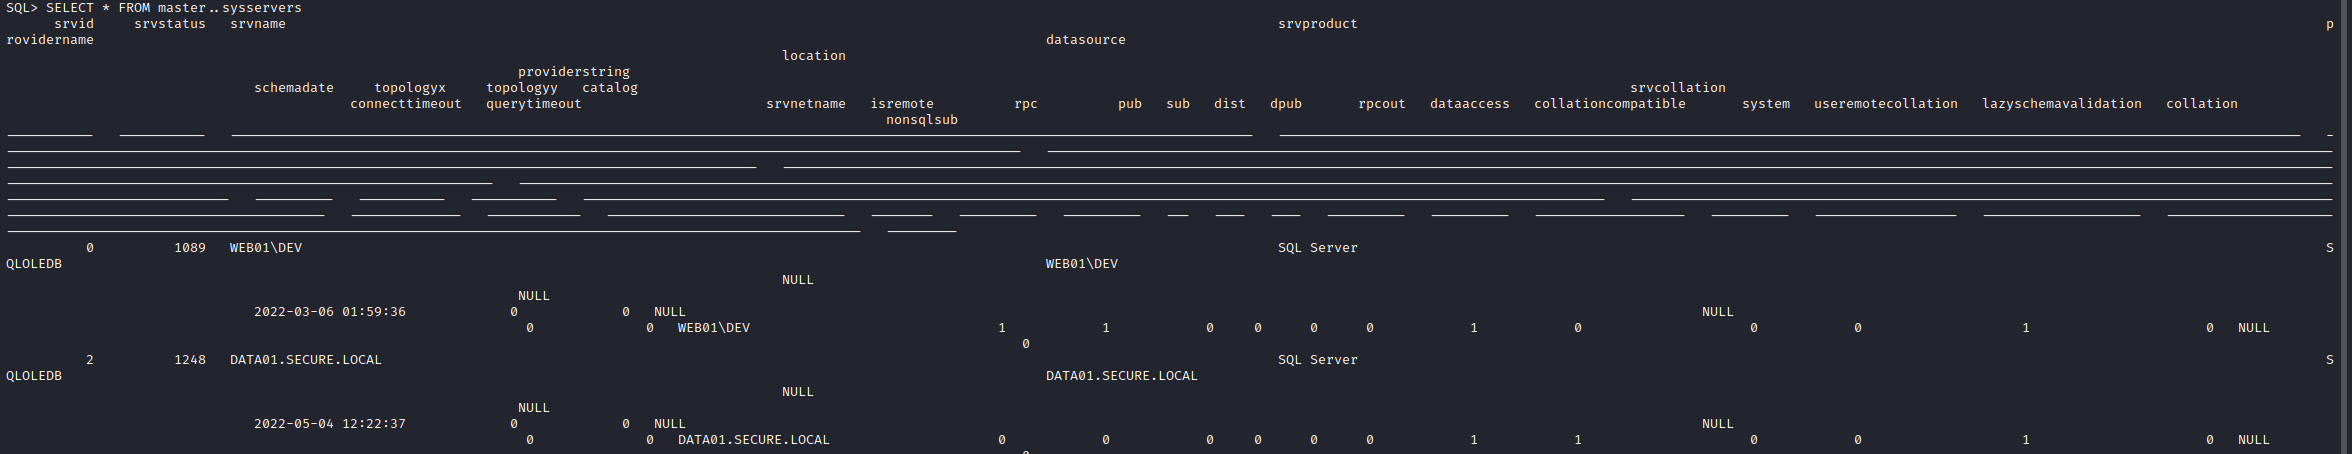 SQL> SELECT * FROM master..sysservers
srvid srvstatus srvname srvproduct p
rovidername datasource
location
providerstring
schemadate topologyx topologyy catalog srvcollation
connecttimeout querytimeout srvnetname isremote rpc pub sub dist dpub rpcout dataaccess collationcompatible system useremotecollation lazyschemavalidation collation
nonsqlsub
0 1089 WEB01\DEV SQL Server S
QLOLEDB WEB01\DEV
NULL
NULL
2022-03-06 01:59:36 0 0 NULL NULL
0 0 WEB01\DEV 1 1 0 0 0 0 1 0 0 0 1 0 NULL
0
2 1248 DATA01.SECURE.LOCAL SQL Server S
QLOLEDB DATA01.SECURE.LOCAL
NULL
NULL
2022-05-04 12:22:37 0 0 NULL NULL
0 0 DATA01.SECURE.LOCAL 0 0 0 0 0 0 1 1 0 0 1 0 NULL